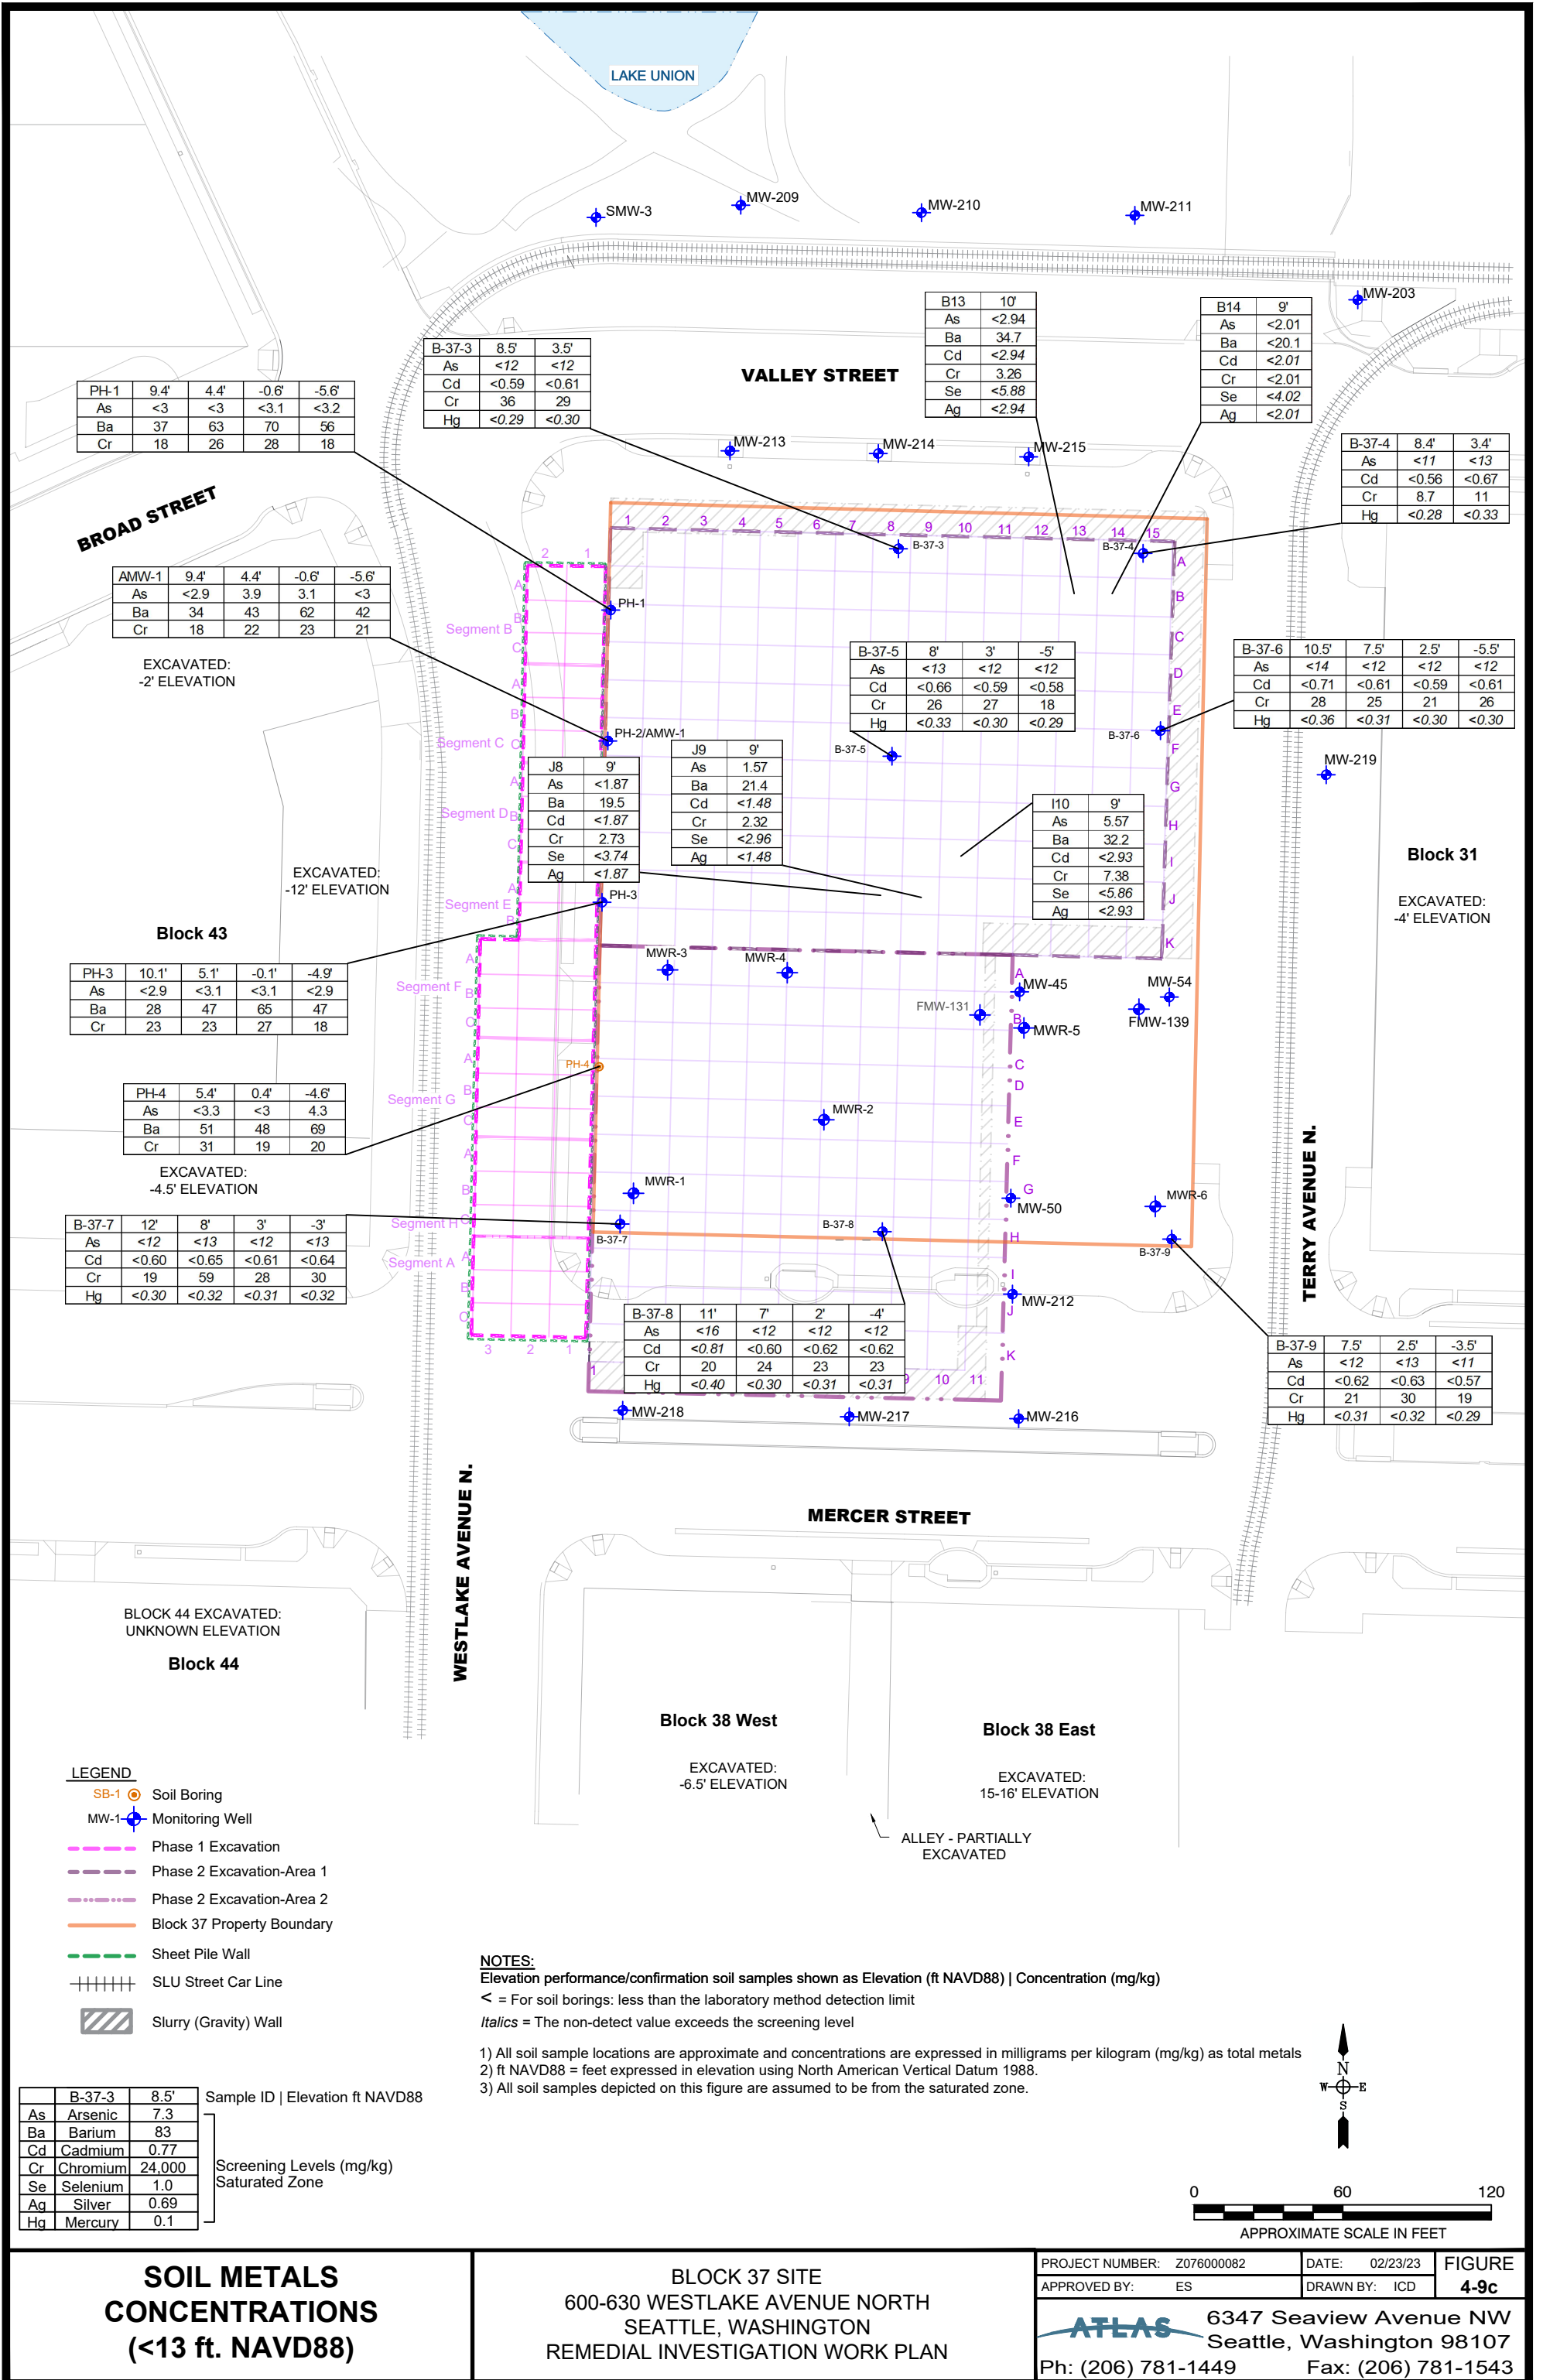 LAKE UNION
SMW-3
MW-209
MW-210
MW-211
MW-203
VALLEY STREET
B13 10'
As <2.94
Ba 34.7
Cd <2.94
Cr 3.26
Se <5.88
Ag <2.94
B14 9'
As <2.01
Ba <20.1
Cd <2.01
Cr <2.01
Se <4.02
Ag <2.01
B-37-3 8.5' 3.5'
As <12 <12
Cd <0.59 <0.61
Cr 36 29
Hg <0.29 <0.30
PH-1 9.4' 4.4' -0.6' -5.6'
As <3 <3 <3.1 <3.2
Ba 37 63 70 56
Cr 18 26 28 18
B-37-4 8.4' 3.4'
As <11 <13
Cd <0.56 <0.67
Cr 8.7 11
Hg <0.28 <0.33
MW-213
MW-214
MW-215
BROAD STREET
1 2 3 4 5 6 7 8 9 10 11 12 13 14 15
B-37-3
B-37-4
A
B
C
D
E
F
G
H
I
J
K
2 1
AMW-1 9.4' 4.4' -0.6' -5.6'
As <2.9 3.9 3.1 <3
Ba 34 43 62 42
Cr 18 22 23 21
EXCAVATED:
-2' ELEVATION
PH-1
A
B
C
Segment B
A
B
C
Segment C
A
B
C
Segment D
A
B
Segment E
PH-2/AMW-1
B-37-5 8' 3' -5'
As <13 <12 <12
Cd <0.66 <0.59 <0.58
Cr 26 27 18
Hg <0.33 <0.30 <0.29
B-37-5
B-37-6 10.5' 7.5' 2.5' -5.5'
As <14 <12 <12 <12
Cd <0.71 <0.61 <0.59 <0.61
Cr 28 25 21 26
Hg <0.36 <0.31 <0.30 <0.30
B-37-6
MW-219
J8 9'
As <1.87
Ba 19.5
Cd <1.87
Cr 2.73
Se <3.74
Ag <1.87
J9 9'
As 1.57
Ba 21.4
Cd <1.48
Cr 2.32
Se <2.96
Ag <1.48
I10 9'
As 5.57
Ba 32.2
Cd <2.93
Cr 7.38
Se <5.86
Ag <2.93
Block 31
EXCAVATED:
-4' ELEVATION
EXCAVATED:
-12' ELEVATION
Block 43
PH-3
PH-3 10.1' 5.1' -0.1' -4.9'
As <2.9 <3.1 <3.1 <2.9
Ba 28 47 65 47
Cr 23 23 27 18
MWR-3
MWR-4
A
MW-45
FMW-131
B
MWR-5
MW-54
FMW-139
C
D
E
F
G
H
I
J
K
A
B
C
Segment F
A
B
C
Segment G
A
B
C
Segment H
A
B
C
Segment A
3 2 1
PH-4
PH-4 5.4' 0.4' -4.6'
As <3.3 <3 4.3
Ba 51 48 69
Cr 31 19 20
EXCAVATED:
-4.5' ELEVATION
MWR-2
MWR-1
MW-50
MWR-6
B-37-7
B-37-8
B-37-9
B-37-7 12' 8' 3' -3'
As <12 <13 <12 <13
Cd <0.60 <0.65 <0.61 <0.64
Cr 19 59 28 30
Hg <0.30 <0.32 <0.31 <0.32
TERRY AVENUE N.
MW-212
B-37-8 11' 7' 2' -4'
As <16 <12 <12 <12
Cd <0.81 <0.60 <0.62 <0.62
Cr 20 24 23 23
Hg <0.40 <0.30 <0.31 <0.31
1 9 10 11
B-37-9 7.5' 2.5' -3.5'
As <12 <13 <11
Cd <0.62 <0.63 <0.57
Cr 21 30 19
Hg <0.31 <0.32 <0.29
MW-218
MW-217
MW-216
WESTLAKE AVENUE N.
MERCER STREET
BLOCK 44 EXCAVATED:
UNKNOWN ELEVATION
Block 44
Block 38 West
EXCAVATED:
-6.5' ELEVATION
Block 38 East
EXCAVATED:
15-16' ELEVATION
ALLEY - PARTIALLY
EXCAVATED
LEGEND
SB-1 Soil Boring
MW-1 Monitoring Well
Phase 1 Excavation
Phase 2 Excavation-Area 1
Phase 2 Excavation-Area 2
Block 37 Property Boundary
Sheet Pile Wall
SLU Street Car Line
Slurry (Gravity) Wall
NOTES:
Elevation performance/confirmation soil samples shown as Elevation (ft NAVD88) | Concentration (mg/kg)
< = For soil borings: less than the laboratory method detection limit
Italics = The non-detect value exceeds the screening level
1) All soil sample locations are approximate and concentrations are expressed in milligrams per kilogram (mg/kg) as total metals
2) ft NAVD88 = feet expressed in elevation using North American Vertical Datum 1988.
3) All soil samples depicted on this figure are assumed to be from the saturated zone.
N
W E
S
B-37-3 8.5' Sample ID | Elevation ft NAVD88
As Arsenic 7.3
Ba Barium 83
Cd Cadmium 0.77
Cr Chromium 24,000
Se Selenium 1.0
Ag Silver 0.69
Hg Mercury 0.1
Screening Levels (mg/kg)
Saturated Zone
0 60 120
APPROXIMATE SCALE IN FEET
SOIL METALS
CONCENTRATIONS
(<13 ft. NAVD88)
BLOCK 37 SITE
600-630 WESTLAKE AVENUE NORTH
SEATTLE, WASHINGTON
REMEDIAL INVESTIGATION WORK PLAN
PROJECT NUMBER: Z076000082
DATE: 02/23/23
APPROVED BY: ES
DRAWN BY: ICD
FIGURE
4-9c
ATLAS
6347 Seaview Avenue NW
Seattle, Washington 98107
Ph: (206) 781-1449 Fax: (206) 781-1543